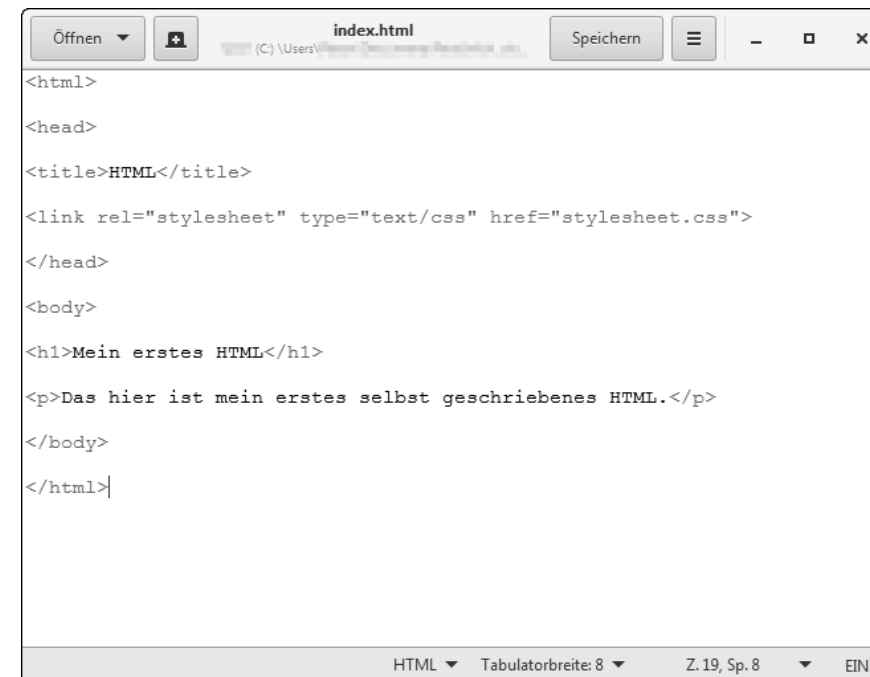 Öffnen
index.html
(C:) \Users\
Speichern
<html>
<head>
<title>HTML</title>
<link rel="stylesheet" type="text/css" href="stylesheet.css">
</head>
<body>
<h1>Mein erstes HTML</h1>
<p>Das hier ist mein erstes selbst geschriebenes HTML.</p>
</body>
</html>
HTML Tabulatorbreite: 8 Z. 19, Sp. 8 EIN